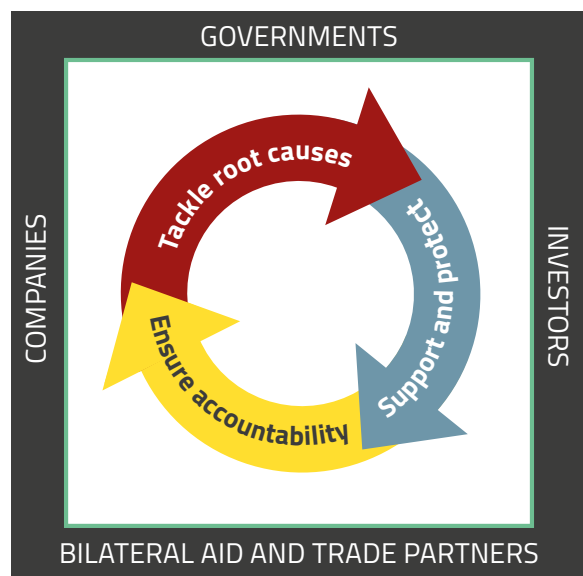 GOVERNMENTS
COMPANIES
Tackle root causes
Support and protect
INVESTORS
Ensure accountability
BILATERAL AID AND TRADE PARTNERS